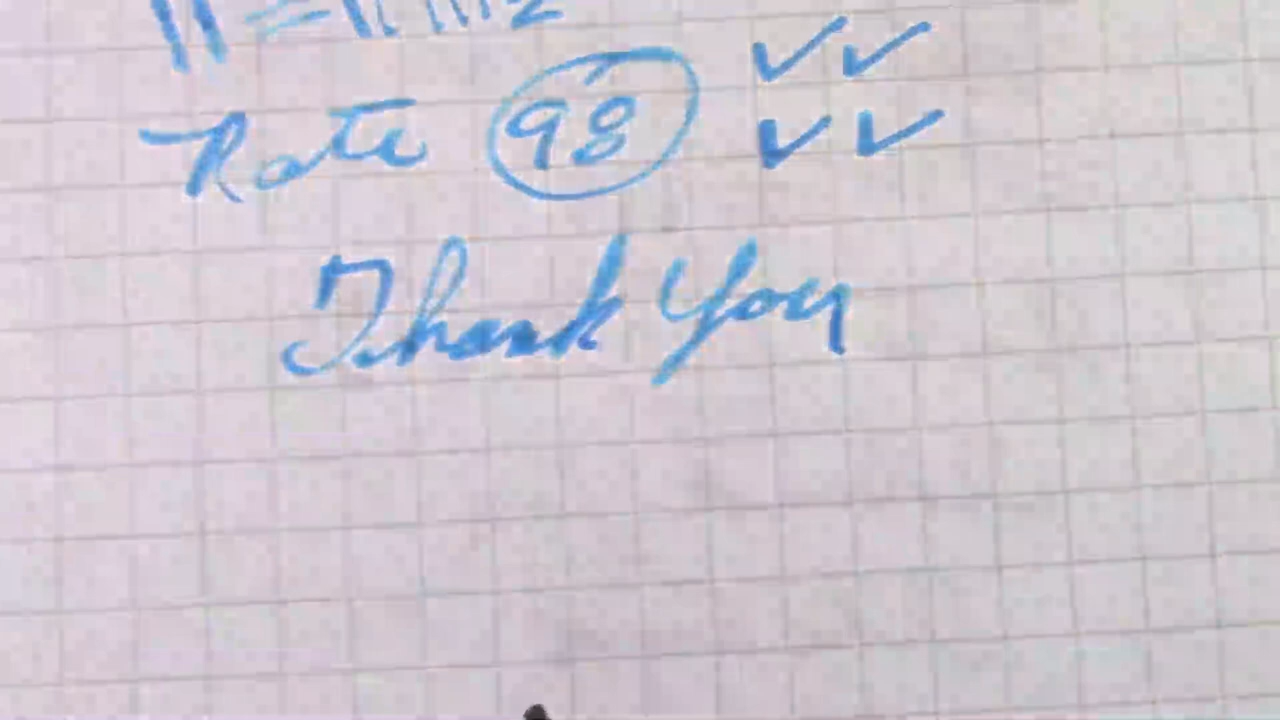 Rate 98 ✓ ✓
✓ ✓
Thank You